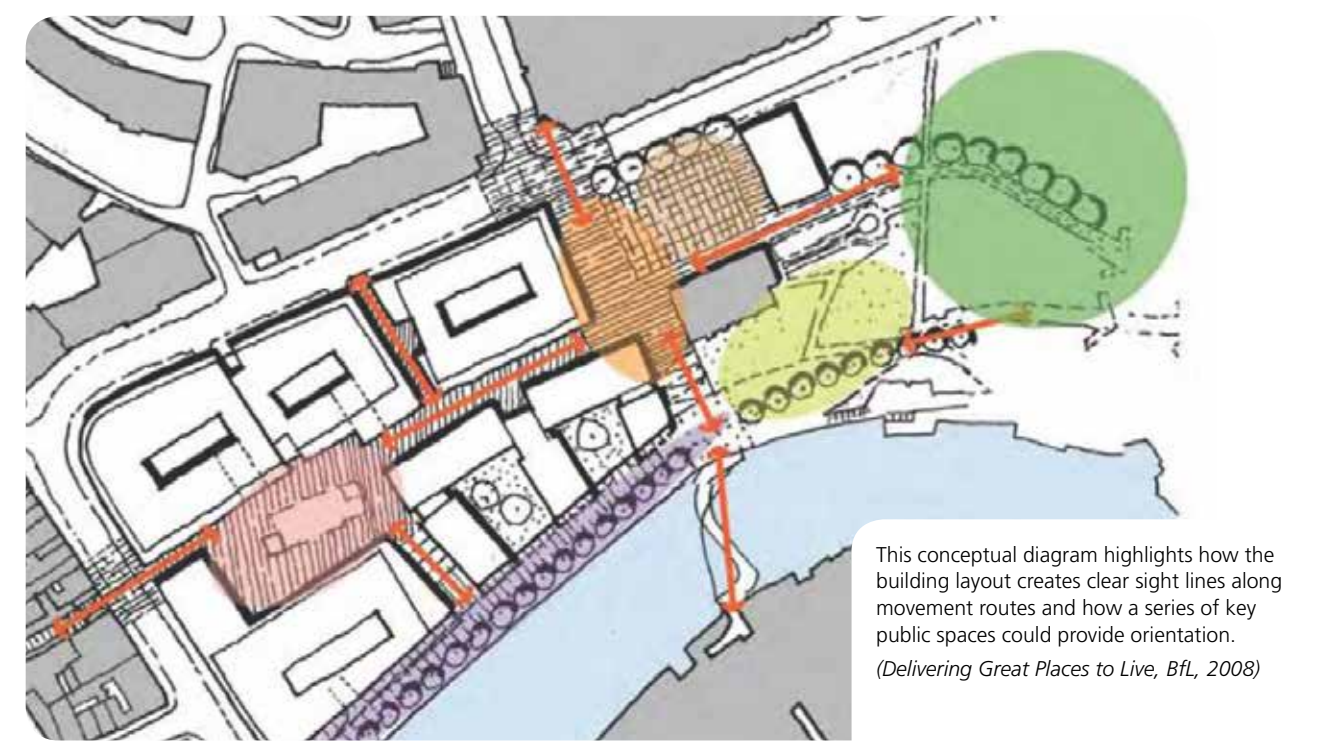 This conceptual diagram highlights how the
building layout creates clear sight lines along
movement routes and how a series of key
public spaces could provide orientation.
(Delivering Great Places to Live, BfL, 2008)